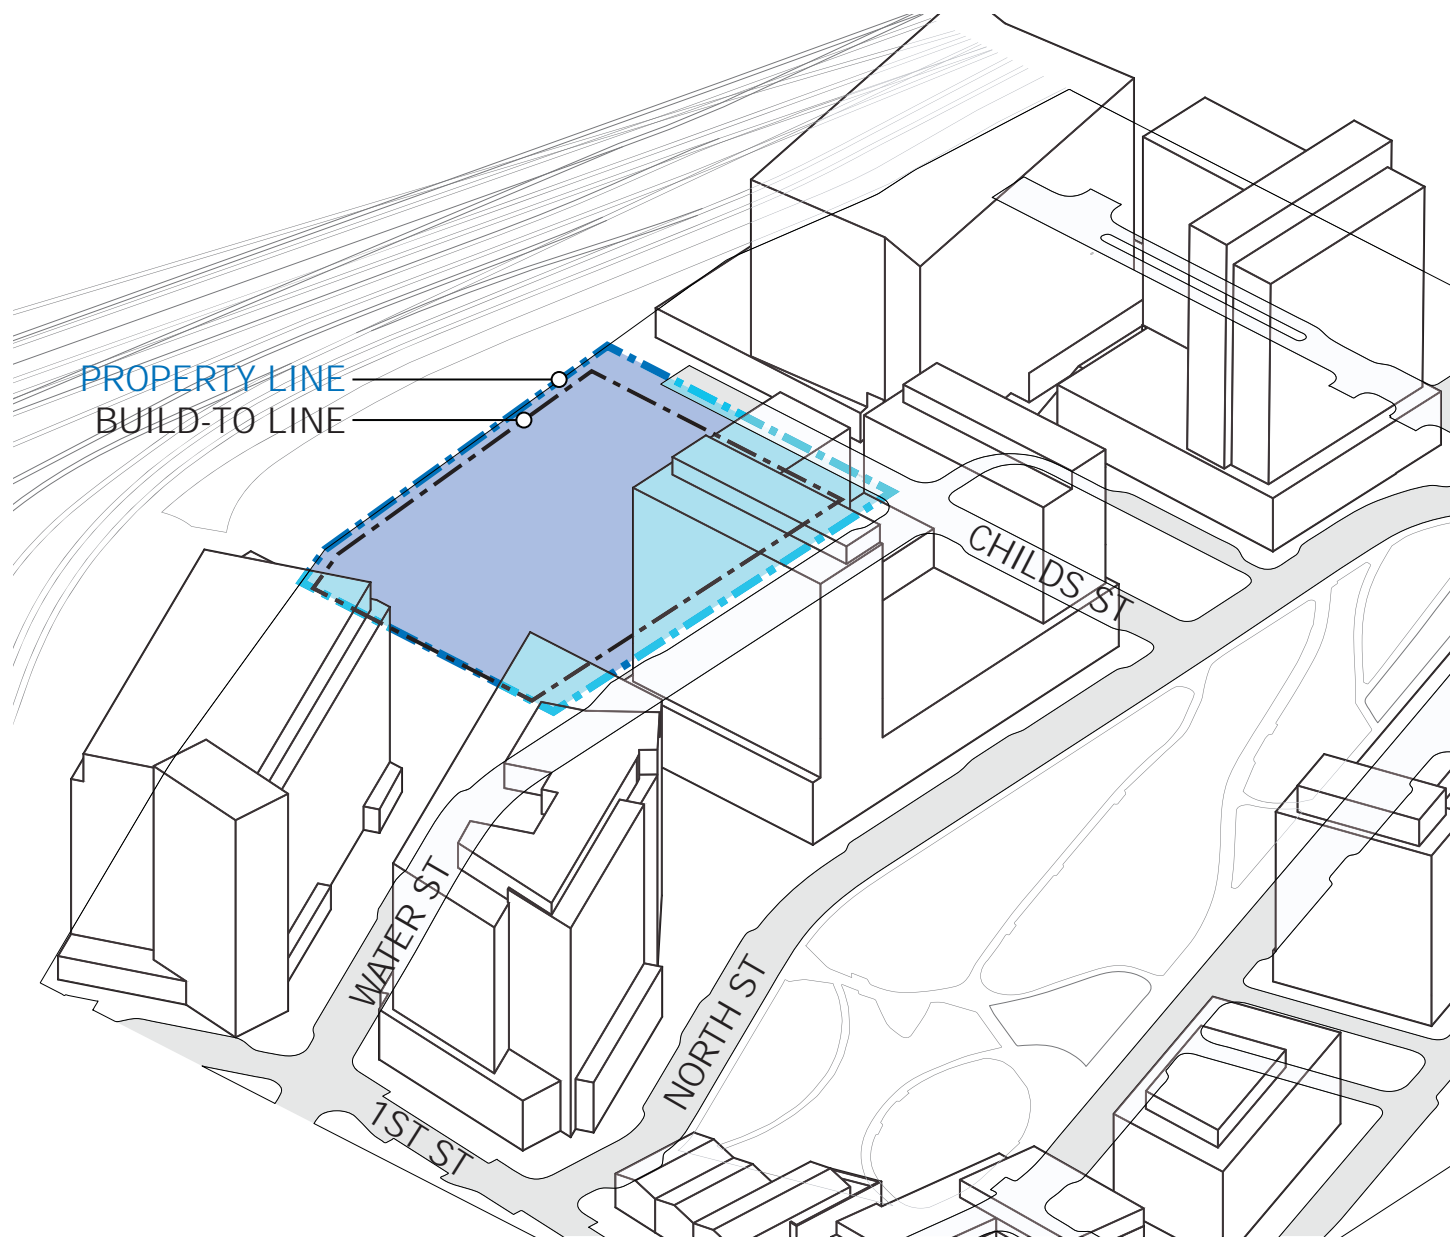 PROPERTY LINE
BUILD-TO LINE
CHILDS ST
WATER ST
NORTH ST
1ST ST